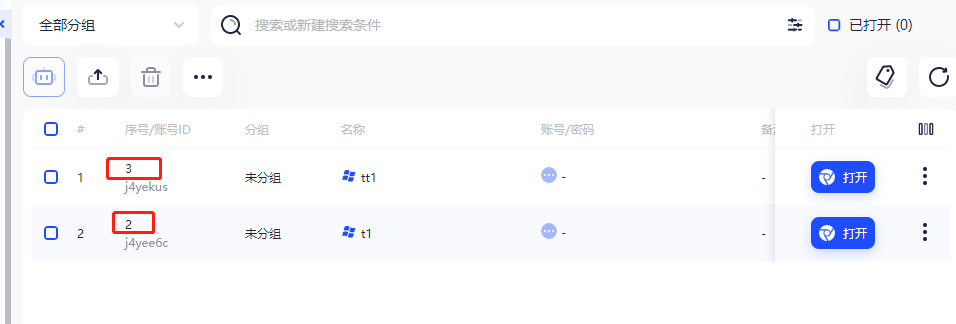 全部分组
搜索或新建搜索条件
已打开 (0)
# 序号/账号ID 分组 名称 账号/密码 打开
1 3 未分组 tt1 - - 打开
j4yekus
2 2 未分组 t1 - - 打开
j4yee6c